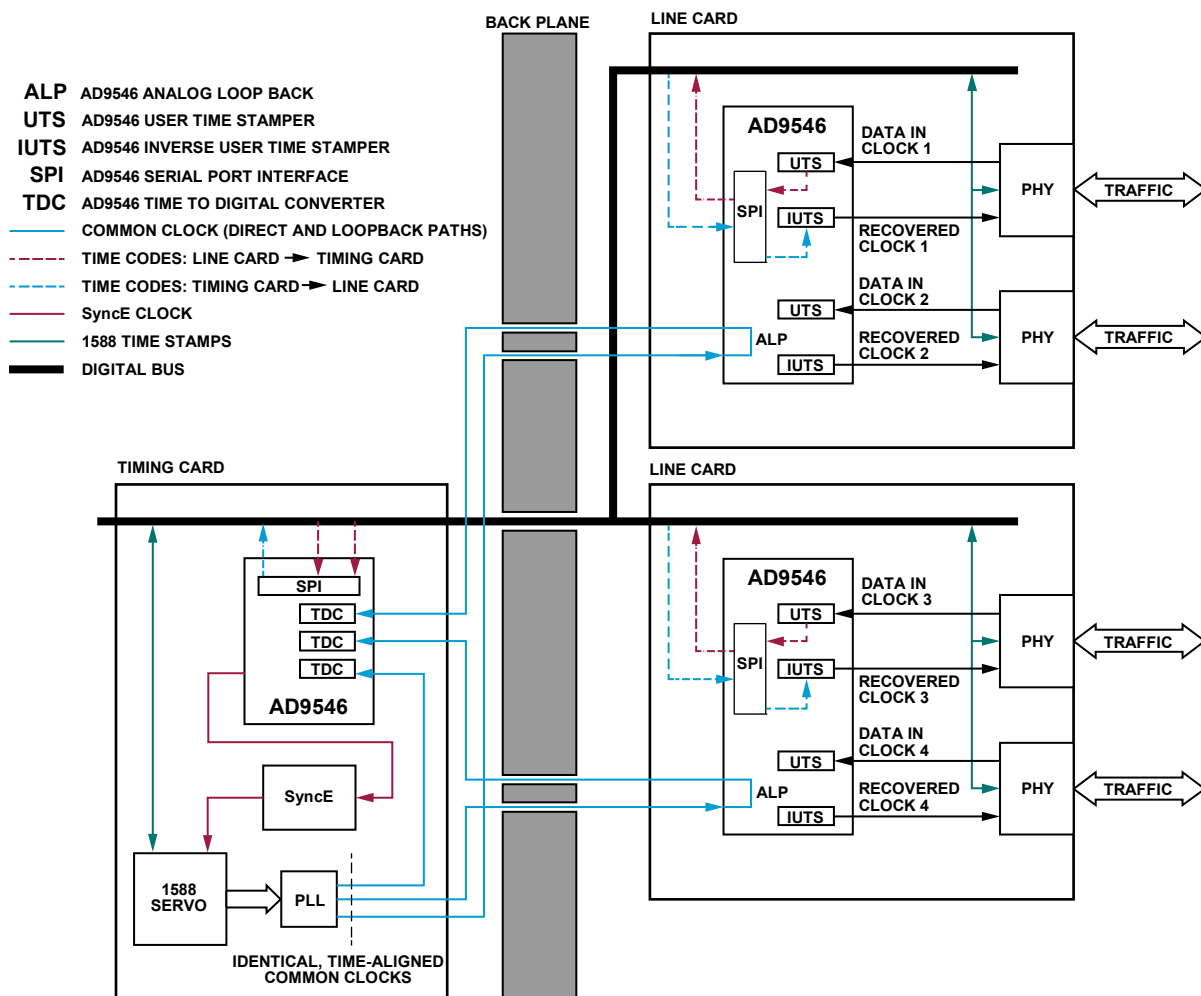 BACK PLANE
LINE CARD
ALP AD9546 ANALOG LOOP BACK
UTS AD9546 USER TIME STAMPER
IUTS AD9546 INVERSE USER TIME STAMPER
SPI AD9546 SERIAL PORT INTERFACE
TDC AD9546 TIME TO DIGITAL CONVERTER
COMMON CLOCK (DIRECT AND LOOPBACK PATHS)
TIME CODES: LINE CARD TIMING CARD
TIME CODES: TIMING CARD LINE CARD
SyncE CLOCK
1588 TIME STAMPS
DIGITAL BUS
AD9546
UTS
SPI
IUTS
DATA IN
CLOCK 1
RECOVERED
CLOCK 1
PHY
TRAFFIC
UTS
ALP
IUTS
DATA IN
CLOCK 2
RECOVERED
CLOCK 2
PHY
TRAFFIC
TIMING CARD
SPI
TDC
TDC
TDC
AD9546
SyncE
1588
SERVO
PLL
IDENTICAL, TIME-ALIGNED
COMMON CLOCKS
LINE CARD
AD9546
UTS
SPI
IUTS
DATA IN
CLOCK 3
RECOVERED
CLOCK 3
PHY
TRAFFIC
UTS
ALP
IUTS
DATA IN
CLOCK 4
RECOVERED
CLOCK 4
PHY
TRAFFIC